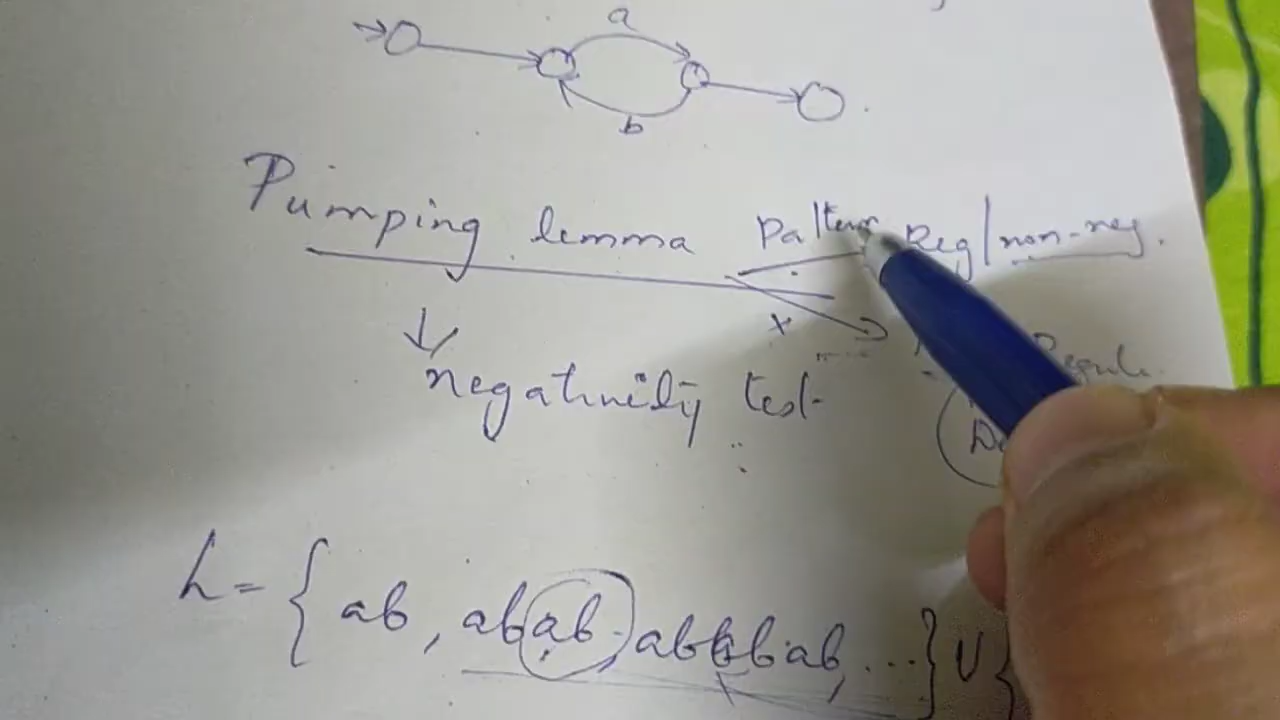 a
b
Pumping lemma Pattern Reg/non-reg.
x
negativity test
L = { ab, abab, abbbab, ...} U {